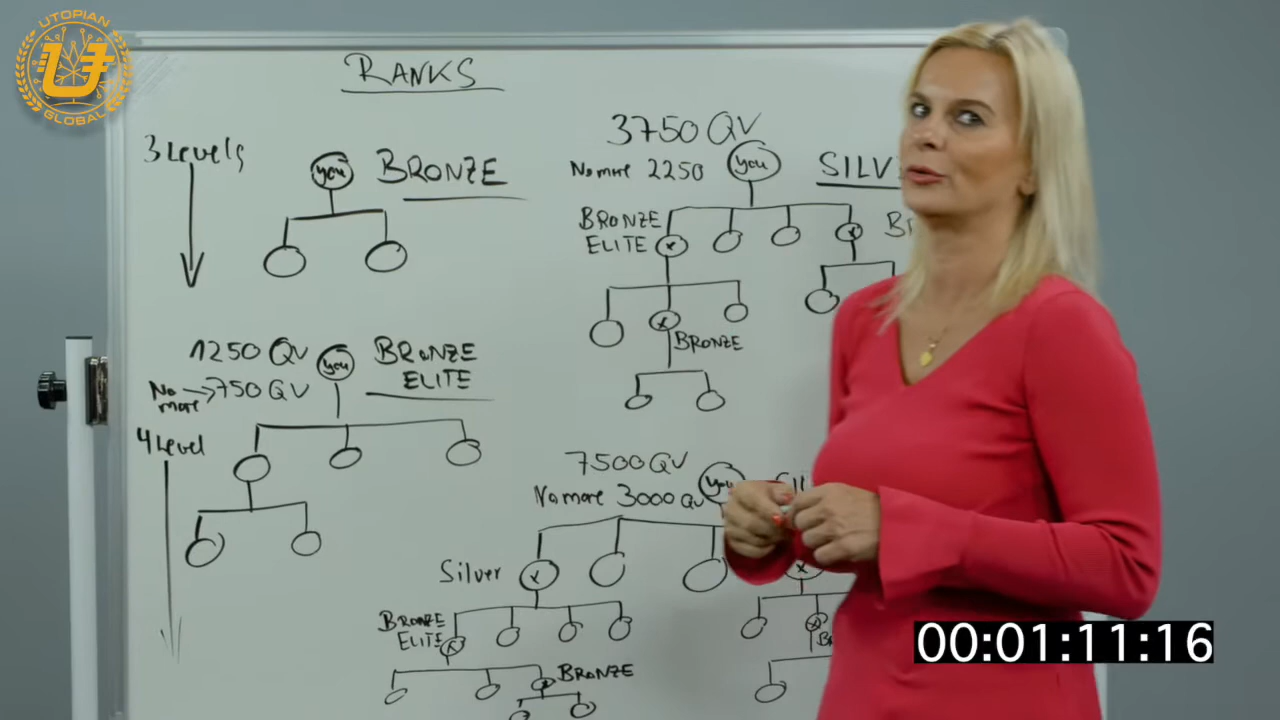 UTOPIAN
GLOBAL
RANKS
3 Levels
you
BRONZE
1250 QV
you
BRONZE
ELITE
No
more
750 QV
4 Level
3750 QV
No more 2250
you
BRONZE
ELITE
x
x
BRONZE
x
7500 QV
No more 3000 QV
you
Silver
x
BRONZE
ELITE
x
BRONZE
x
x
00:01:11:16